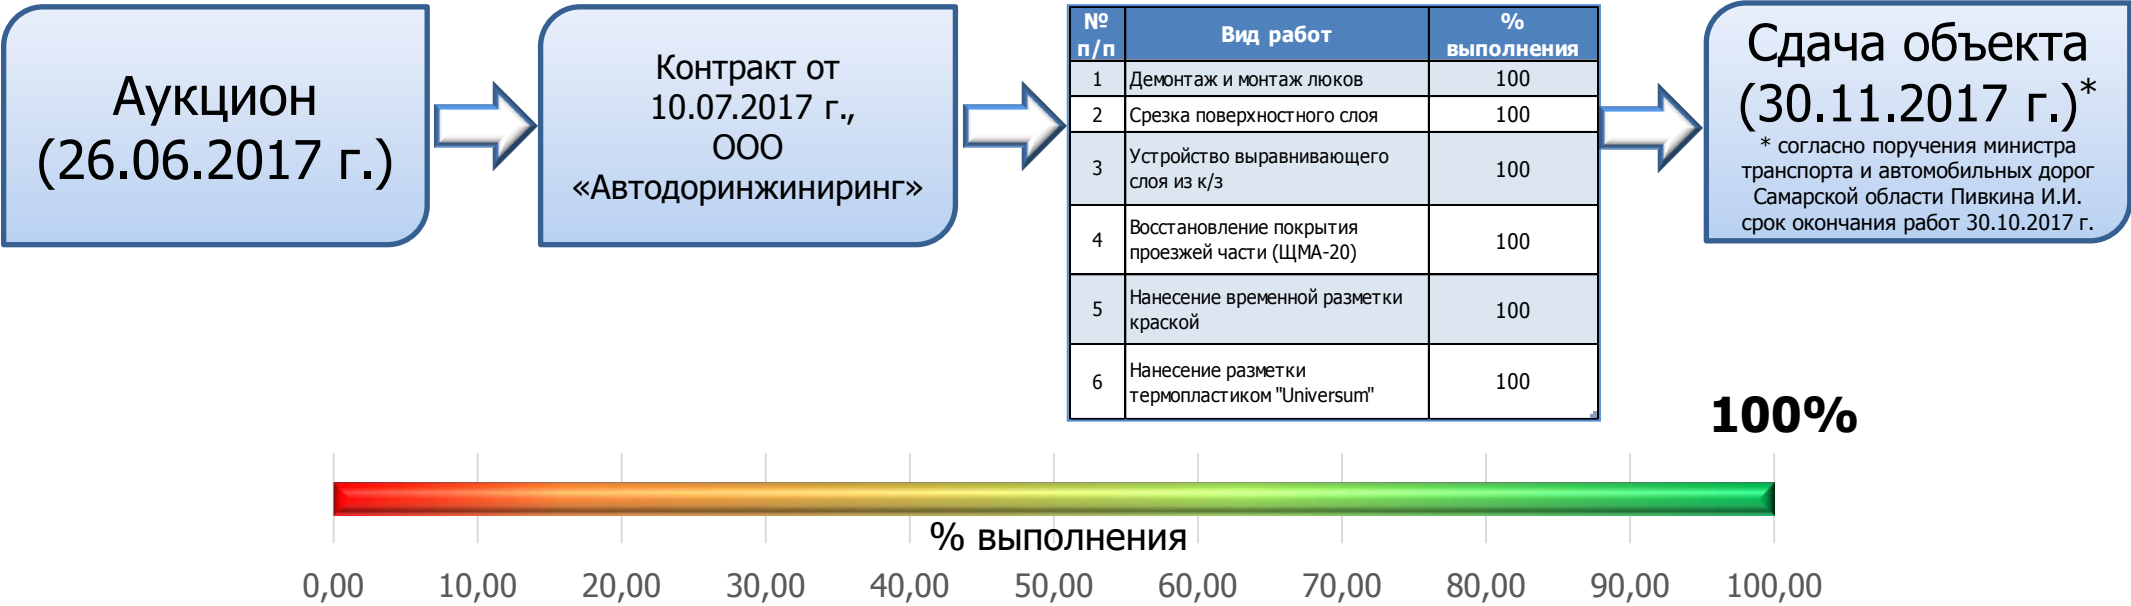 Аукцион
(26.06.2017 г.)
Контракт от
10.07.2017 г.,
ООО
«Автодоринжиниринг»
№ п/п Вид работ % выполнения
1 Демонтаж и монтаж люков 100
2 Срезка поверхностного слоя 100
3 Устройство выравнивающего
слоя из к/з 100
4 Восстановление покрытия
проезжей части (ЩМА-20) 100
5 Нанесение временной разметки
краской 100
6 Нанесение разметки
термопластиком "Universum" 100
Сдача объекта
(30.11.2017 г.)*
* согласно поручения министра
транспорта и автомобильных дорог
Самарской области Пивкина И.И.
срок окончания работ 30.10.2017 г.
100%
% выполнения
0,00 10,00 20,00 30,00 40,00 50,00 60,00 70,00 80,00 90,00 100,00